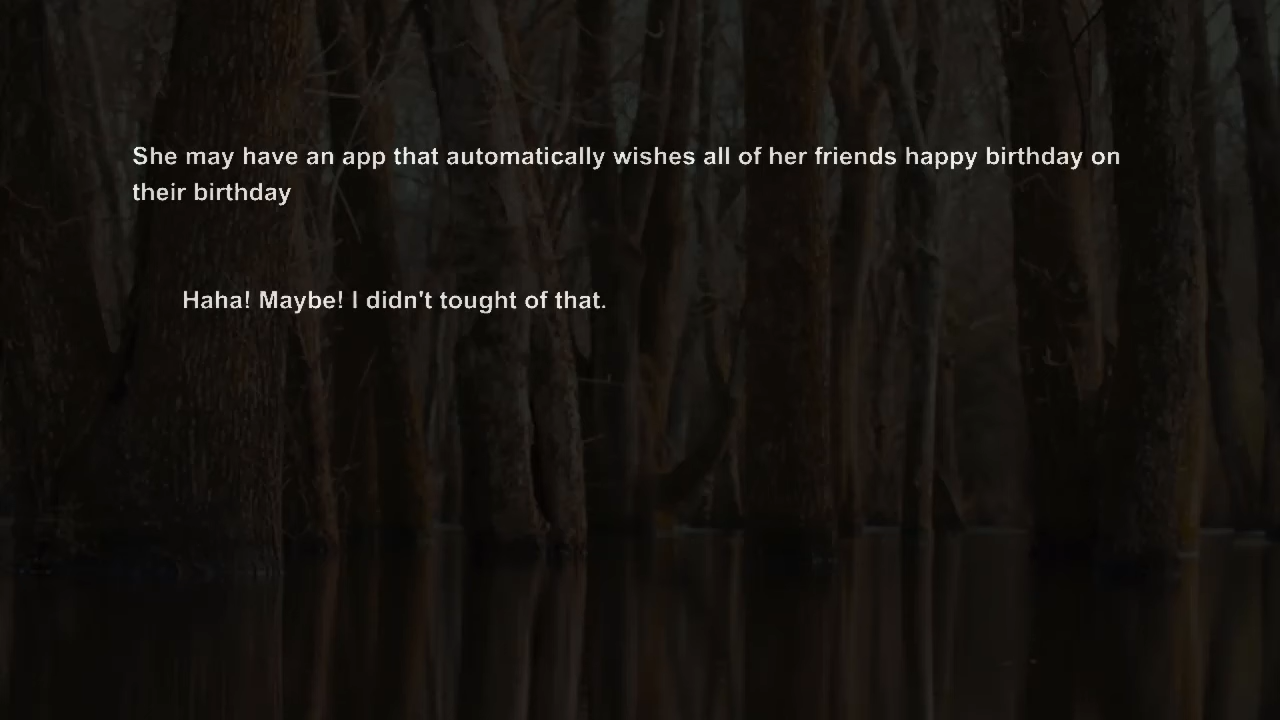 She may have an app that automatically wishes all of her friends happy birthday on
their birthday
Haha! Maybe! I didn't tought of that.